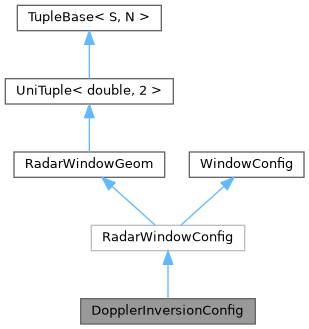 TupleBase< S, N >
UniTuple< double, 2 >
RadarWindowGeom
WindowConfig
RadarWindowConfig
DopplerInversionConfig